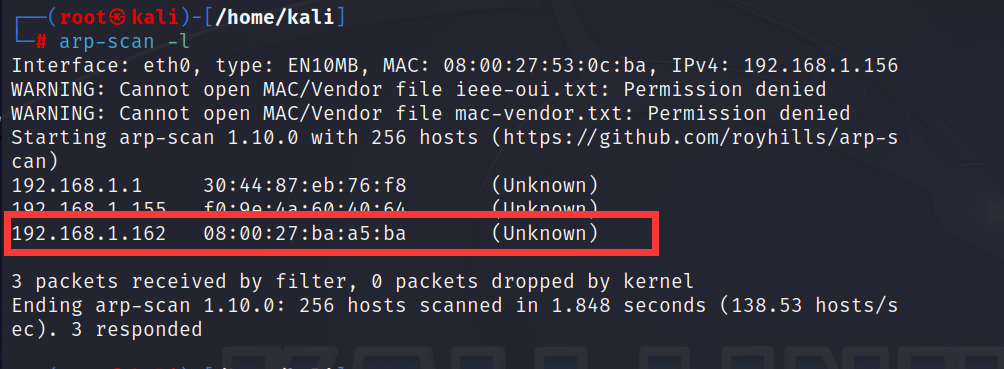 ┌──(root㉿kali)-[/home/kali]
└─# arp-scan -l
Interface: eth0, type: EN10MB, MAC: 08:00:27:53:0c:ba, IPv4: 192.168.1.156
WARNING: Cannot open MAC/Vendor file ieee-oui.txt: Permission denied
WARNING: Cannot open MAC/Vendor file mac-vendor.txt: Permission denied
Starting arp-scan 1.10.0 with 256 hosts (https://github.com/royhills/arp-s
can)
192.168.1.1     30:44:87:eb:76:f8       (Unknown)
192.168.1.155   f0:9e:4a:60:40:64       (Unknown)
192.168.1.162   08:00:27:ba:a5:ba       (Unknown)
3 packets received by filter, 0 packets dropped by kernel
Ending arp-scan 1.10.0: 256 hosts scanned in 1.848 seconds (138.53 hosts/s
ec). 3 responded